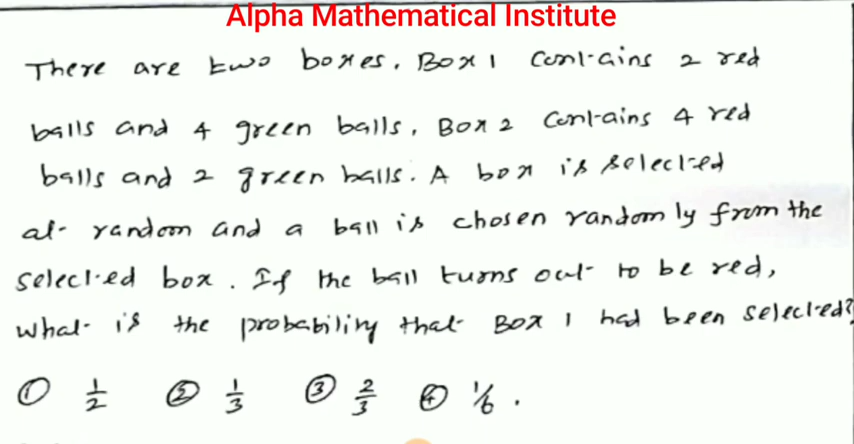 Alpha Mathematical Institute
There are two boxes. Box 1 contains 2 red
balls and 4 green balls, Box 2 contains 4 red
balls and 2 green balls. A box is selected
at random and a ball is chosen randomly from the
selected box. If the ball turns out to be red,
What is the probability that Box 1 had been selected?
① 1/2 ② 1/3 ③ 2/3 ④ 1/6.